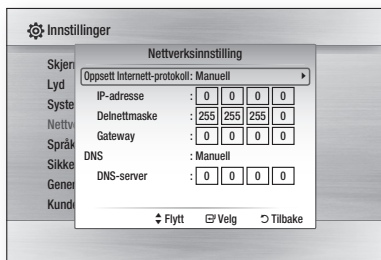 Innstillinger
Nettverksinnstilling
Skjer
Lyd
Syste
Nettv
Språk
Sikke
Gener
Kund
Oppsett Internett-protokoll: Manuell
IP-adresse : 0 0 0 0
Delnettmaske : 255 255 255 0
Gateway : 0 0 0 0
DNS : Manuell
DNS-server : 0 0 0 0
Flytt Velg Tilbake